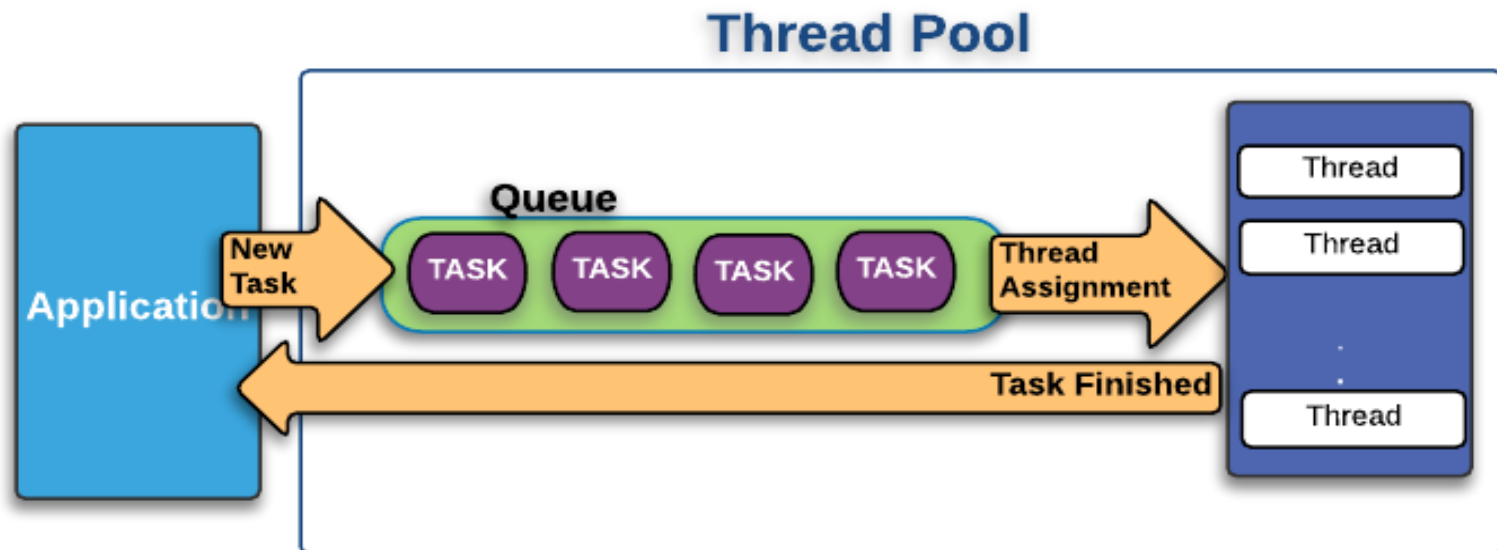 Thread Pool
Application
New
Task
Queue
TASK
TASK
TASK
TASK
Thread
Assignment
Task Finished
Thread
Thread
.
.
Thread